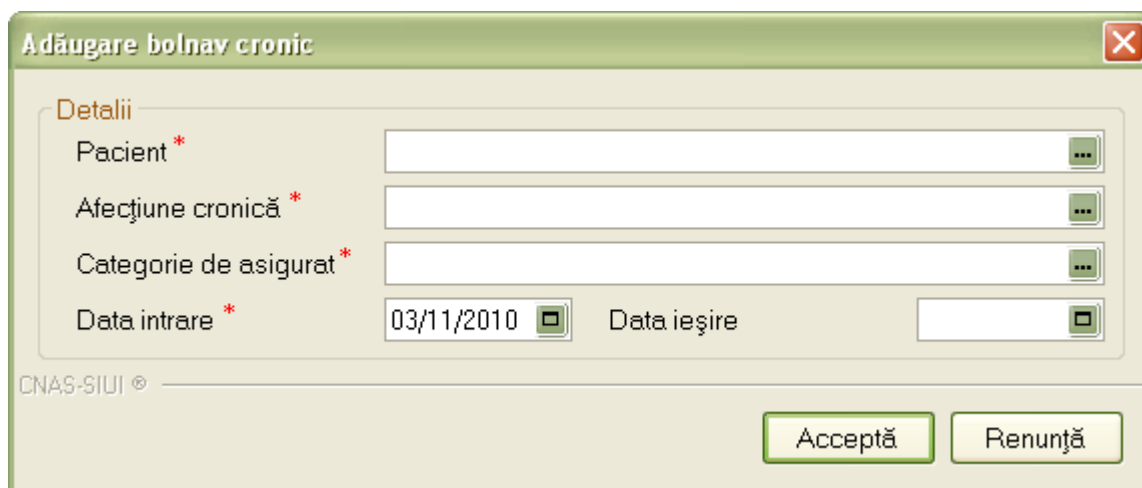 Adăugare bolnav cronic
Detalii
Pacient *
...
Afecţiune cronică *
...
Categorie de asigurat *
...
Data intrare * 03/11/2010 Data ieşire
CNAS-SIUI ®
Acceptă Renunţă